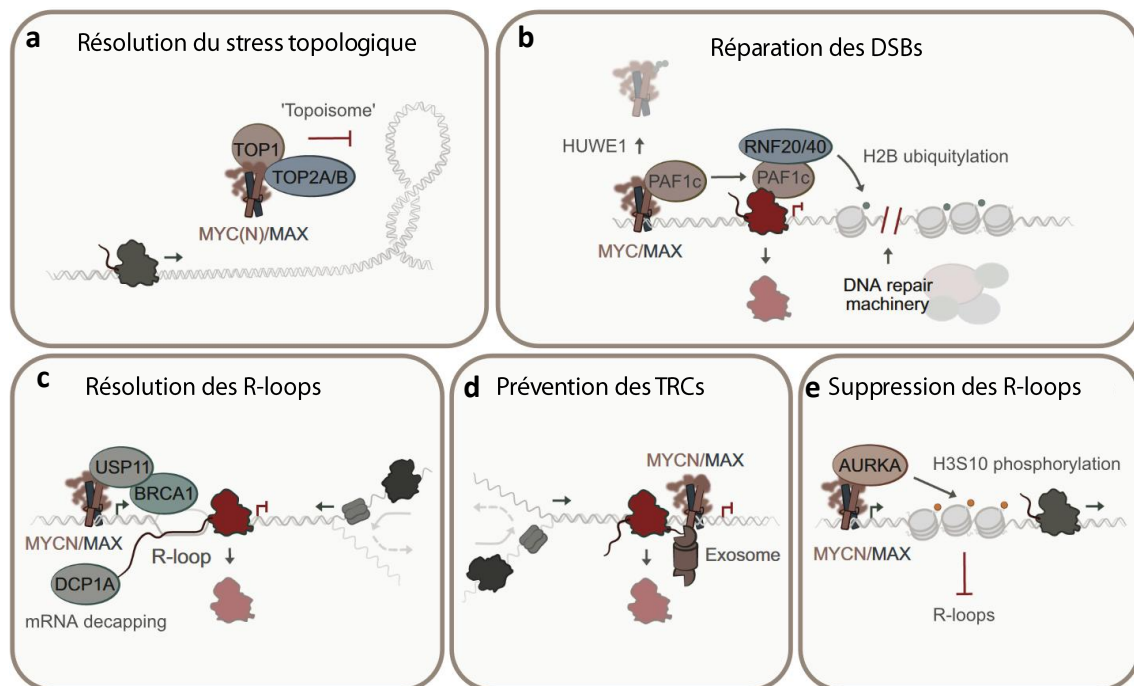 a
Résolution du stress topologique
'Topoisome'
TOP1
TOP2A/B
MYC(N)/MAX
b
Réparation des DSBs
HUWE1
RNF20/40
H2B ubiquitylation
PAF1c
PAF1c
MYC/MAX
DNA repair
machinery
c
Résolution des R-loops
USP11
BRCA1
MYCN/MAX
R-loop
DCP1A
mRNA decapping
d
Prévention des TRCs
MYCN/MAX
Exosome
e
Suppression des R-loops
AURKA
H3S10 phosphorylation
MYCN/MAX
R-loops